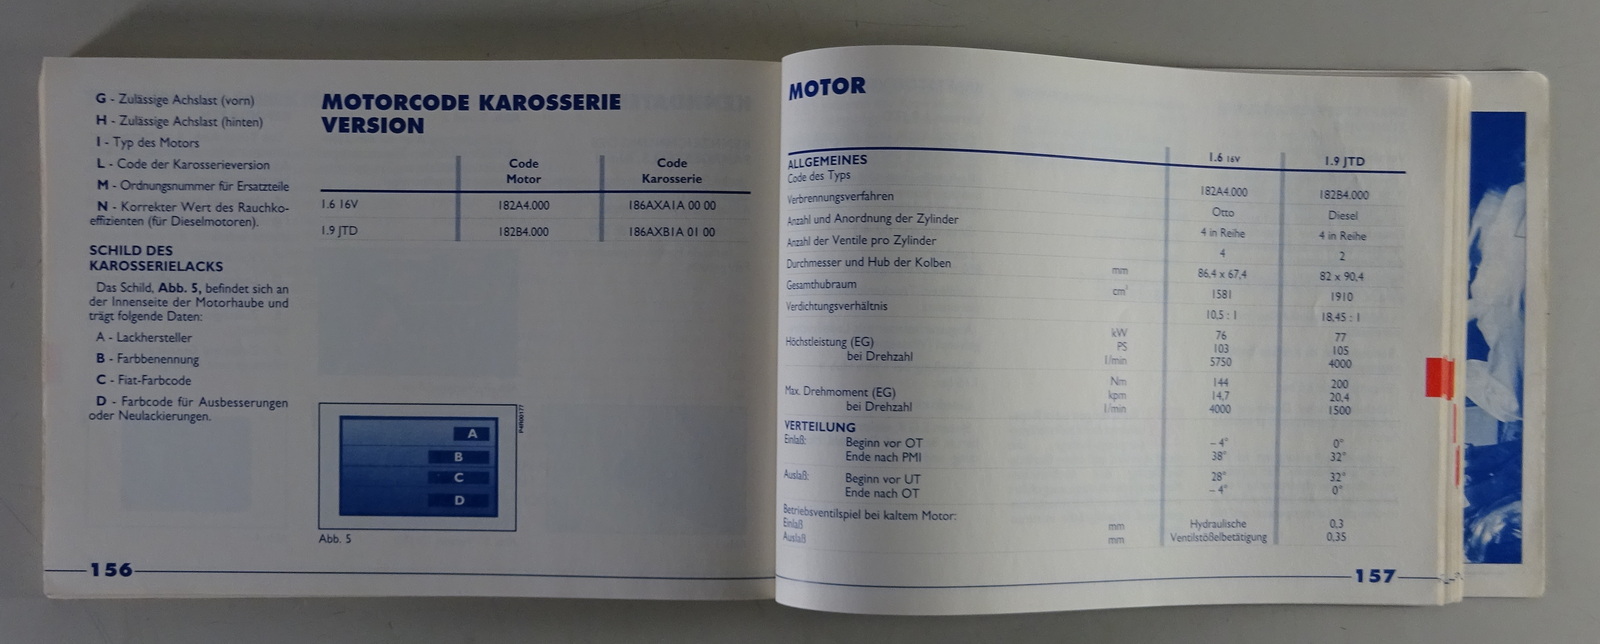 G - Zulässige Achslast (vorn)
H - Zulässige Achslast (hinten)
I - Typ des Motors
L - Code der Karosserieversion
M - Ordnungsnummer für Ersatzteile
N - Korrekter Wert des Rauchko-
effizienten (für Dieselmotoren).
SCHILD DES
KAROSSERIELACKS
Das Schild, Abb. 5, befindet sich an
der Innenseite der Motorhaube und
trägt folgende Daten:
A - Lackhersteller
B - Farbbenennung
C - Fiat-Farbcode
D - Farbcode für Ausbesserungen
oder Neulackierungen.
156
MOTORCODE KAROSSERIE
VERSION
Code Code
Motor Karosserie
1.6 16V 182A4.000 186AXA1A 00 00
1.9 JTD 182B4.000 186AXB1A 01 00
A
B
C
D
P4H00177
Abb. 5
MOTOR
ALLGEMEINES 1.6 16V 1.9 JTD
Code des Typs 182A4.000 182B4.000
Verbrennungsverfahren Otto Diesel
Anzahl und Anordnung der Zylinder 4 in Reihe 4 in Reihe
Anzahl der Ventile pro Zylinder 4 2
Durchmesser und Hub der Kolben mm 86,4 x 67,4 82 x 90,4
Gesamthubraum cm³ 1581 1910
Verdichtungsverhältnis 10,5 : 1 18,45 : 1
Höchstleistung (EG) kW 76 77
PS 103 105
bei Drehzahl 1/min 5750 4000
Max. Drehmoment (EG) Nm 144 200
kpm 14,7 20,4
bei Drehzahl 1/min 4000 1500
VERTEILUNG
Einlaß: Beginn vor OT – 4° 0°
Ende nach PMI 38° 32°
Auslaß: Beginn vor UT 28° 32°
Ende nach OT – 4° 0°
Betriebsventilspiel bei kaltem Motor:
Einlaß mm Hydraulische 0,3
Auslaß mm Ventilstößelbetätigung 0,35
157